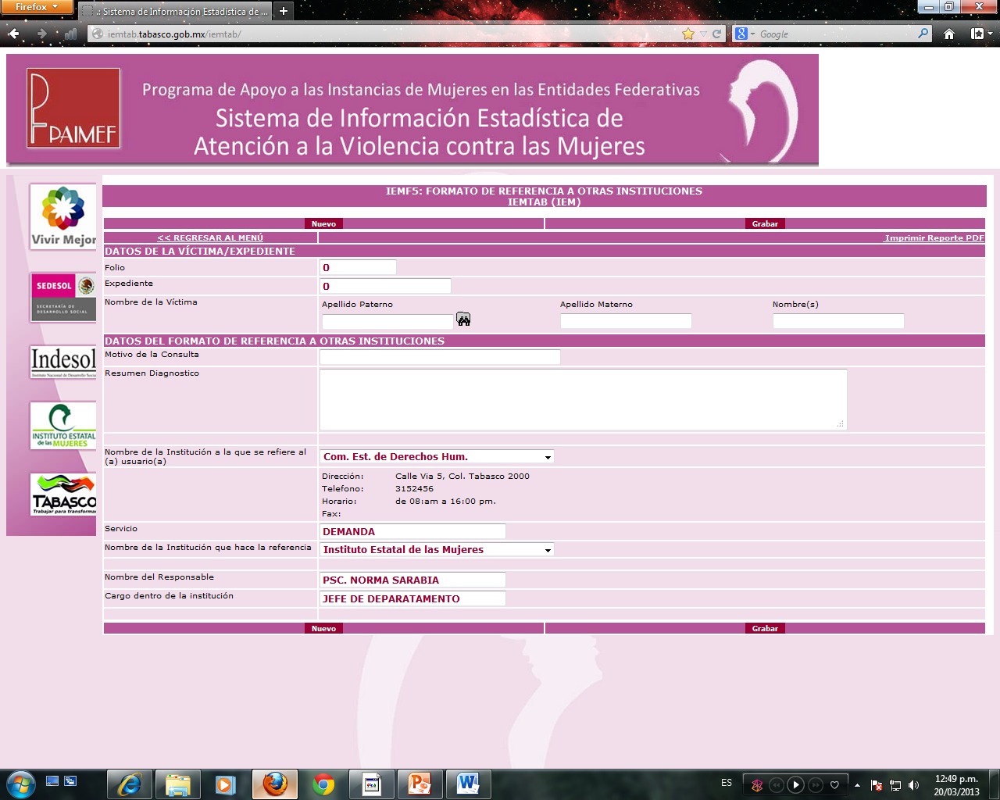 Firefox
.: Sistema de Información Estadística de ...
iemtab.tabasco.gob.mx/iemtab/
Google
PAIMEF
Programa de Apoyo a las Instancias de Mujeres en las Entidades Federativas
Sistema de Información Estadística de
Atención a la Violencia contra las Mujeres
Vivir Mejor
SEDESOL
SECRETARÍA DE
DESARROLLO SOCIAL
Indesol
Instituto Nacional de Desarrollo Social
INSTITUTO ESTATAL
de las MUJERES
TABASCO
Trabajar para transformar
IEMF5: FORMATO DE REFERENCIA A OTRAS INSTITUCIONES
IEMTAB (IEM)
Nuevo Grabar
<< REGRESAR AL MENÚ Imprimir Reporte PDF
DATOS DE LA VÍCTIMA/EXPEDIENTE
Folio 0
Expediente 0
Nombre de la Víctima Apellido Paterno Apellido Materno Nombre(s)
DATOS DEL FORMATO DE REFERENCIA A OTRAS INSTITUCIONES
Motivo de la Consulta
Resumen Diagnostico
Nombre de la Institución a la que se refiere al
(a) usuario(a)
Com. Est. de Derechos Hum.
Dirección: Calle Via 5, Col. Tabasco 2000
Telefono: 3152456
Horario: de 08:am a 16:00 pm.
Fax:
Servicio DEMANDA
Nombre de la Institución que hace la referencia Instituto Estatal de las Mujeres
Nombre del Responsable PSC. NORMA SARABIA
Cargo dentro de la institución JEFE DE DEPARATAMENTO
Nuevo Grabar
ES
12:49 p.m.
20/03/2013